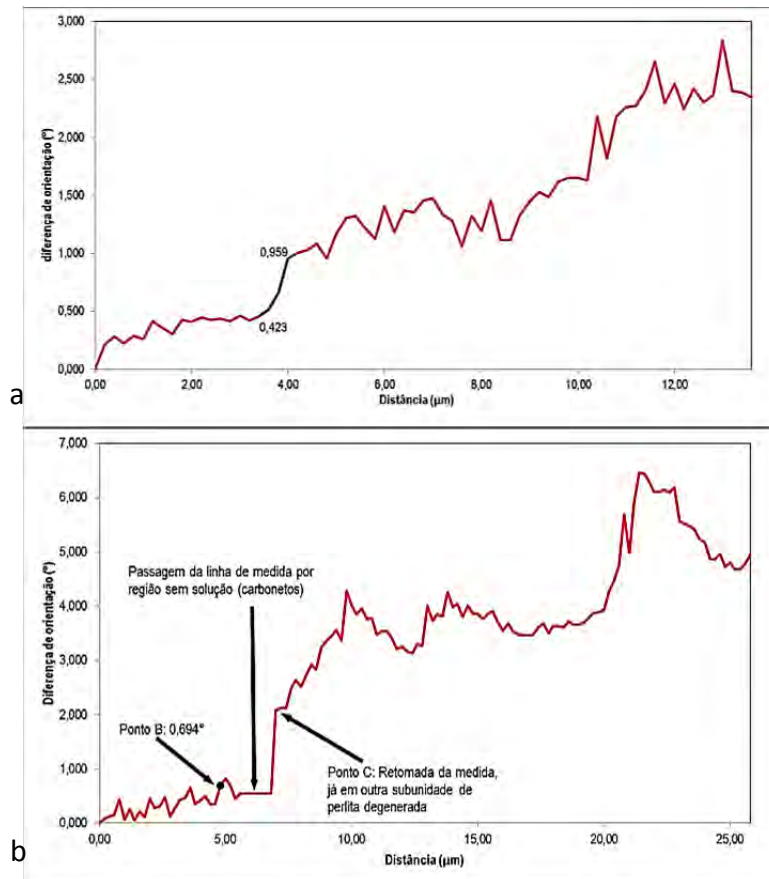 3,000
2,500
2,000
1,500
1,000
0,500
0,000
diferença de orientação (º)
0,959
0,423
0,00 2,00 4,00 6,00 8,00 10,00 12,00
Distância (µm)
a
7,000
6,000
5,000
4,000
3,000
2,000
1,000
0,000
Diferença de orientação (º)
Passagem da linha de medida por
região sem solução (carbonetos)
Ponto B: 0,694°
Ponto C: Retomada da medida,
já em outra subunidade de
perlita degenerada
0,00 5,00 10,00 15,00 20,00 25,00
Distância (µm)
b